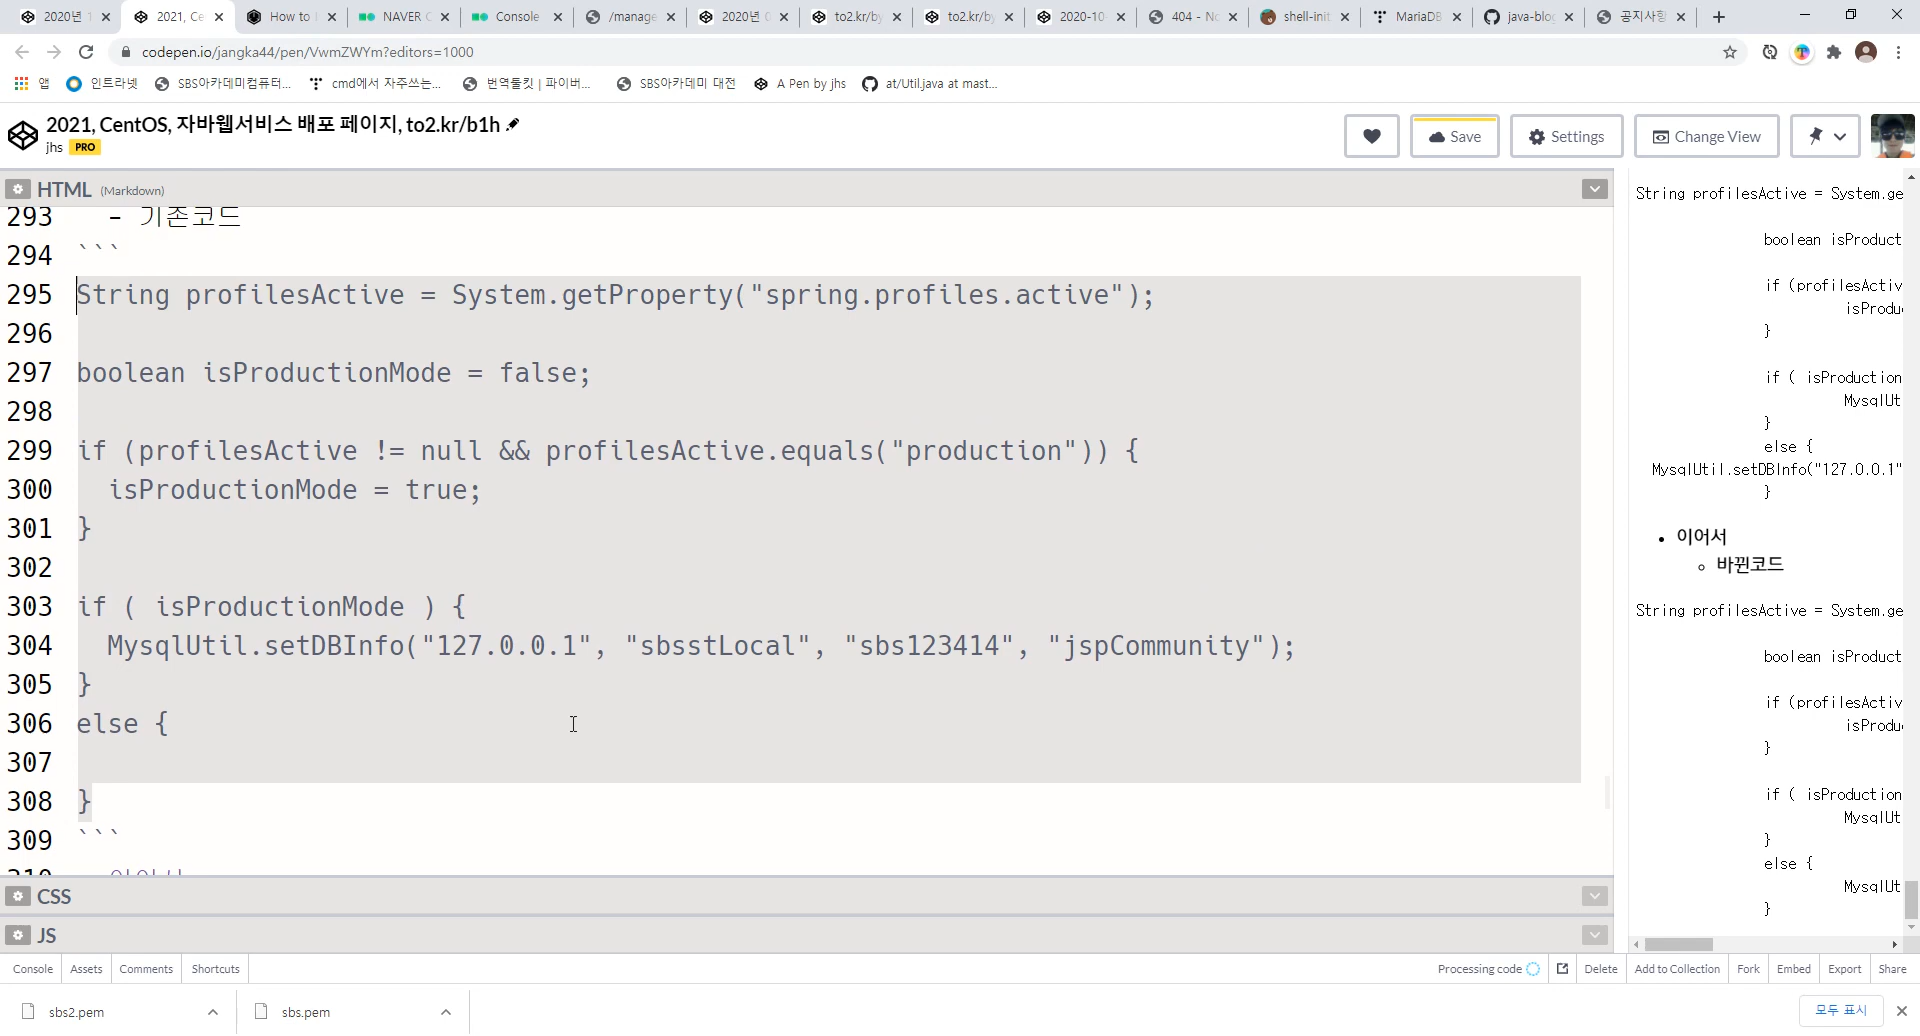 2020년 1
2021, Ce
How to I
NAVER C
Console
/manage
2020년 0
to2.kr/by
to2.kr/by
2020-10-
404 - No
shell-init
MariaDB
java-blog
공지사항
codepen.io/jangka44/pen/VwmZWYm?editors=1000
앱 인트라넷 SBS아카데미컴퓨터... cmd에서 자주쓰는... 번역툴킷 | 파이버... SBS아카데미 대전 A Pen by jhs at/Util.java at mast...
2021, CentOS, 자바웹서비스 배포 페이지, to2.kr/b1h
jhs PRO
Save Settings Change View
HTML (Markdown)
293 - 기존코드
294 ```
295 String profilesActive = System.getProperty("spring.profiles.active");
296
297 boolean isProductionMode = false;
298
299 if (profilesActive != null && profilesActive.equals("production")) {
300 isProductionMode = true;
301 }
302
303 if ( isProductionMode ) {
304 MysqlUtil.setDBInfo("127.0.0.1", "sbsstLocal", "sbs123414", "jspCommunity");
305 }
306 else {
307
308 }
309 ```
310 이어서
String profilesActive = System.ge
boolean isProduct
if (profilesActiv
isProdu
}
if ( isProduction
MysqlUt
}
else {
MysqlUtil.setDBInfo("127.0.0.1"
}
• 이어서
◦ 바뀐코드
String profilesActive = System.ge
boolean isProduct
if (profilesActiv
isProdu
}
if ( isProduction
MysqlUt
}
else {
MysqlUt
}
CSS
JS
Console Assets Comments Shortcuts
Processing code Delete Add to Collection Fork Embed Export Share
sbs2.pem sbs.pem 모두 표시